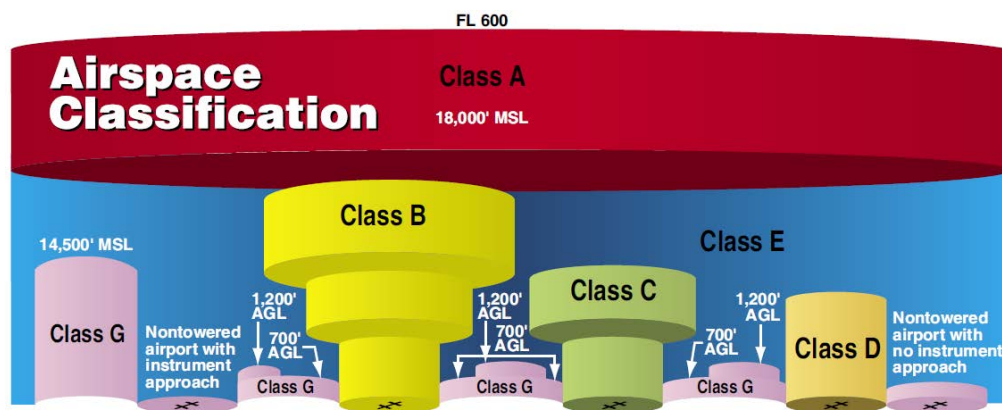 FL 600
Airspace
Classification
Class A
18,000' MSL
Class B
Class E
14,500' MSL
Class G
Nontowered
airport with
instrument
approach
1,200'
AGL
700'
AGL
Class G
1,200'
AGL
700'
AGL
Class G
Class C
700'
AGL
1,200'
AGL
Class G
Class D
Nontowered
airport with
no instrument
approach